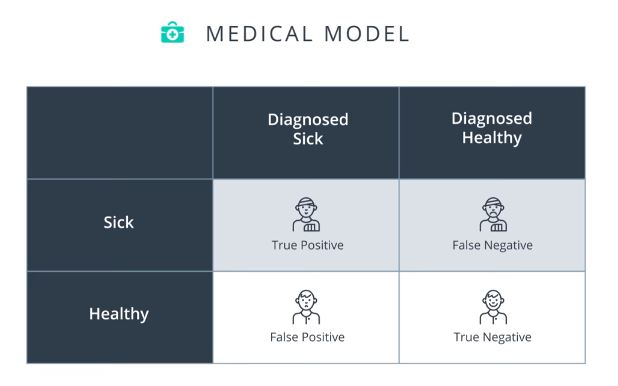 MEDICAL MODEL
Diagnosed
Sick
Diagnosed
Healthy
Sick
True Positive
False Negative
Healthy
False Positive
True Negative